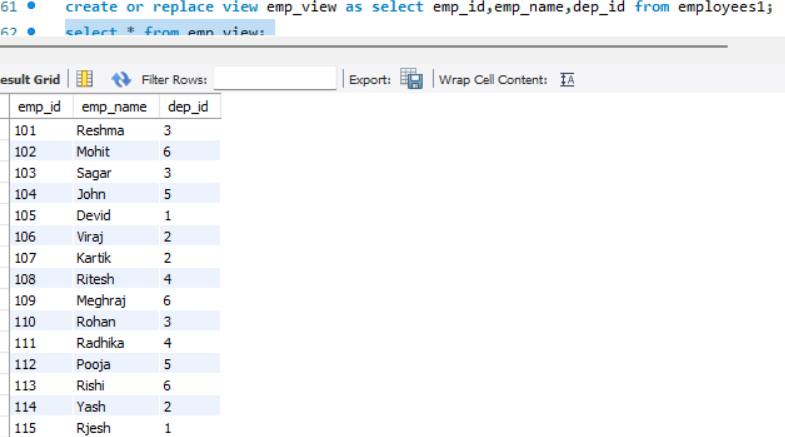 61 create or replace view emp_view as select emp_id,emp_name,dep_id from employees1;
62 select * from emp_view;
esult Grid Filter Rows: Export: Wrap Cell Content: IA
emp_id emp_name dep_id
101 Reshma 3
102 Mohit 6
103 Sagar 3
104 John 5
105 Devid 1
106 Viraj 2
107 Kartik 2
108 Ritesh 4
109 Meghraj 6
110 Rohan 3
111 Radhika 4
112 Pooja 5
113 Rishi 6
114 Yash 2
115 Rjesh 1